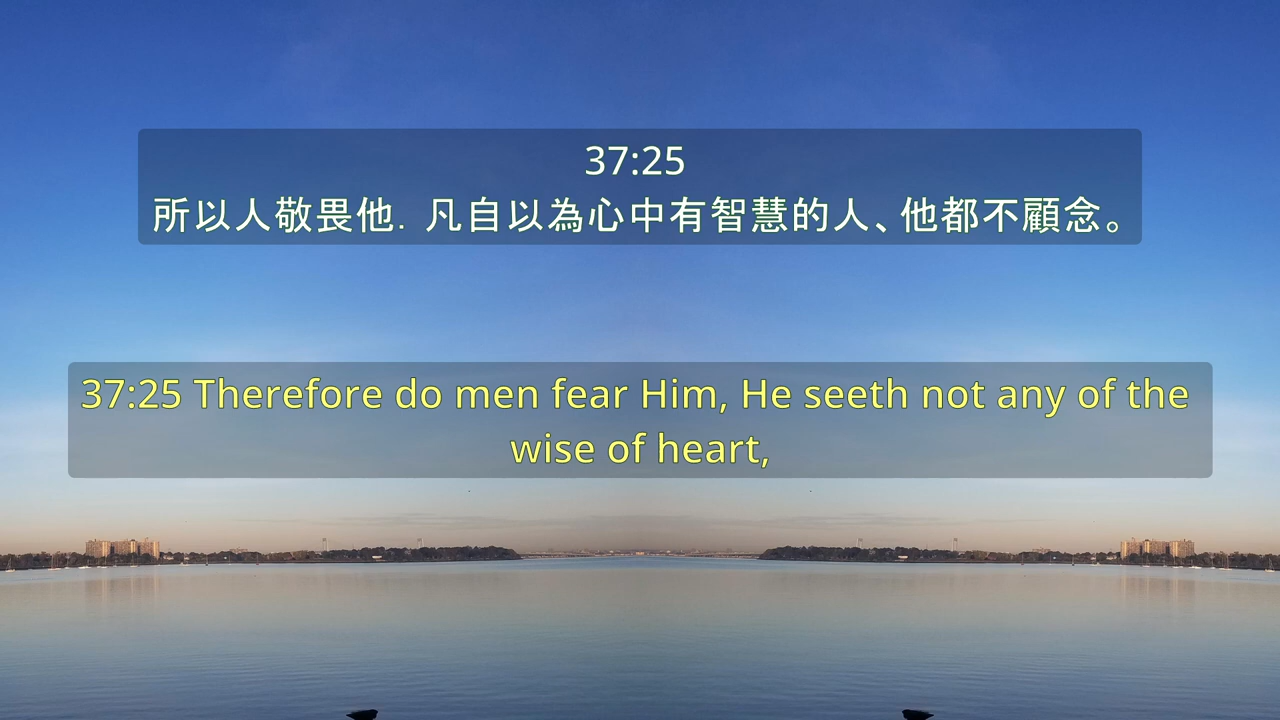 37:25
所以人敬畏他．凡自以為心中有智慧的人、他都不顧念。
37:25 Therefore do men fear Him, He seeth not any of the
wise of heart,